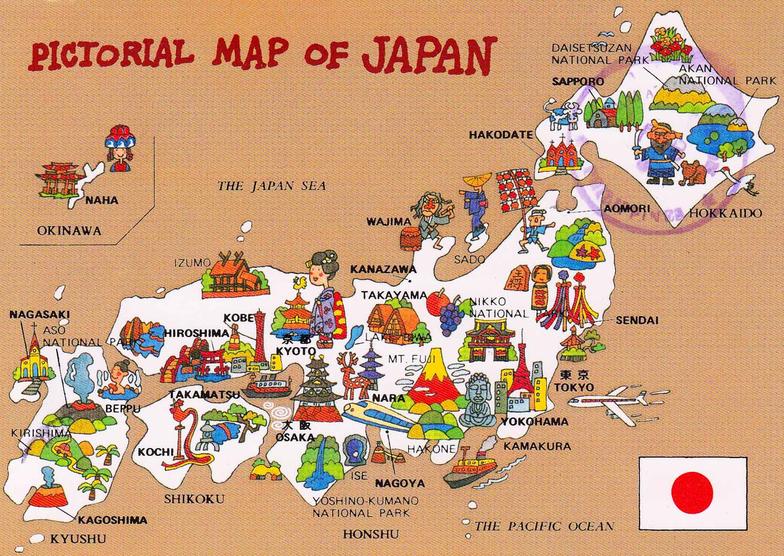 PICTORIAL MAP OF JAPAN
DAISETSUZAN
NATIONAL PARK
AKAN
NATIONAL PARK
SAPPORO
HAKODATE
HOKKAIDO
AOMORI
NAHA
OKINAWA
THE JAPAN SEA
WAJIMA
SADO
IZUMO
KANAZAWA
TAKAYAMA
NIKKO
NATIONAL PARK
SENDAI
NAGASAKI
ASO
NATIONAL PARK
HIROSHIMA
KOBE
京都
KYOTO
LAKE BIWA
MT. FUJI
東京
TOKYO
BEPPU
TAKAMATSU
NARA
YOKOHAMA
大阪
OSAKA
KIRISHIMA
KOCHI
HAKONE
KAMAKURA
ISE
NAGOYA
SHIKOKU
YOSHINO-KUMANO
NATIONAL PARK
KAGOSHIMA
KYUSHU
HONSHU
THE PACIFIC OCEAN